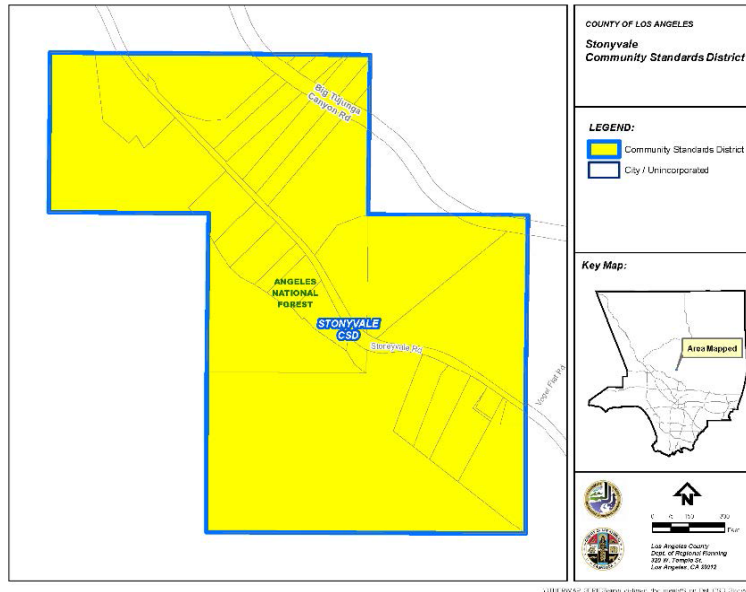 COUNTY OF LOS ANGELES
Stonyvale
Community Standards District
LEGEND:
Community Standards District
City / Unincorporated
Key Map:
Area Mapped
N
Los Angeles County
Dept. of Regional Planning
320 W. Temple St.
Los Angeles, CA 90012
Big Tujunga
Canyon Rd
ANGELES
NATIONAL
FOREST
STONYVALE
CSD
Stoneyvale Rd
Vogel Flat Rd